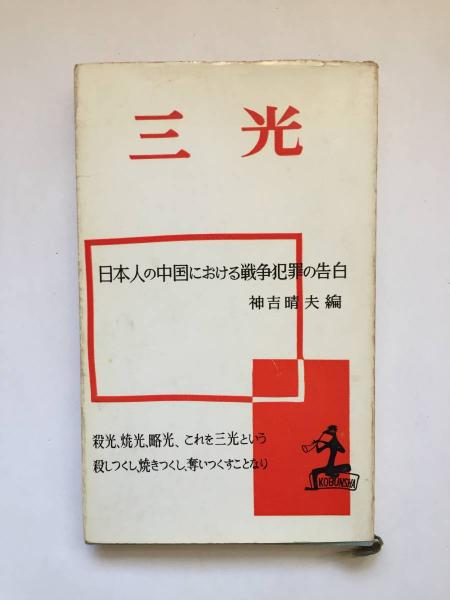 三光
日本人の中国における戦争犯罪の告白
神吉晴夫編
殺光、焼光、略光、これを三光という
殺しつくし、焼きつくし、奪いつくすことなり
KOBUNSHA